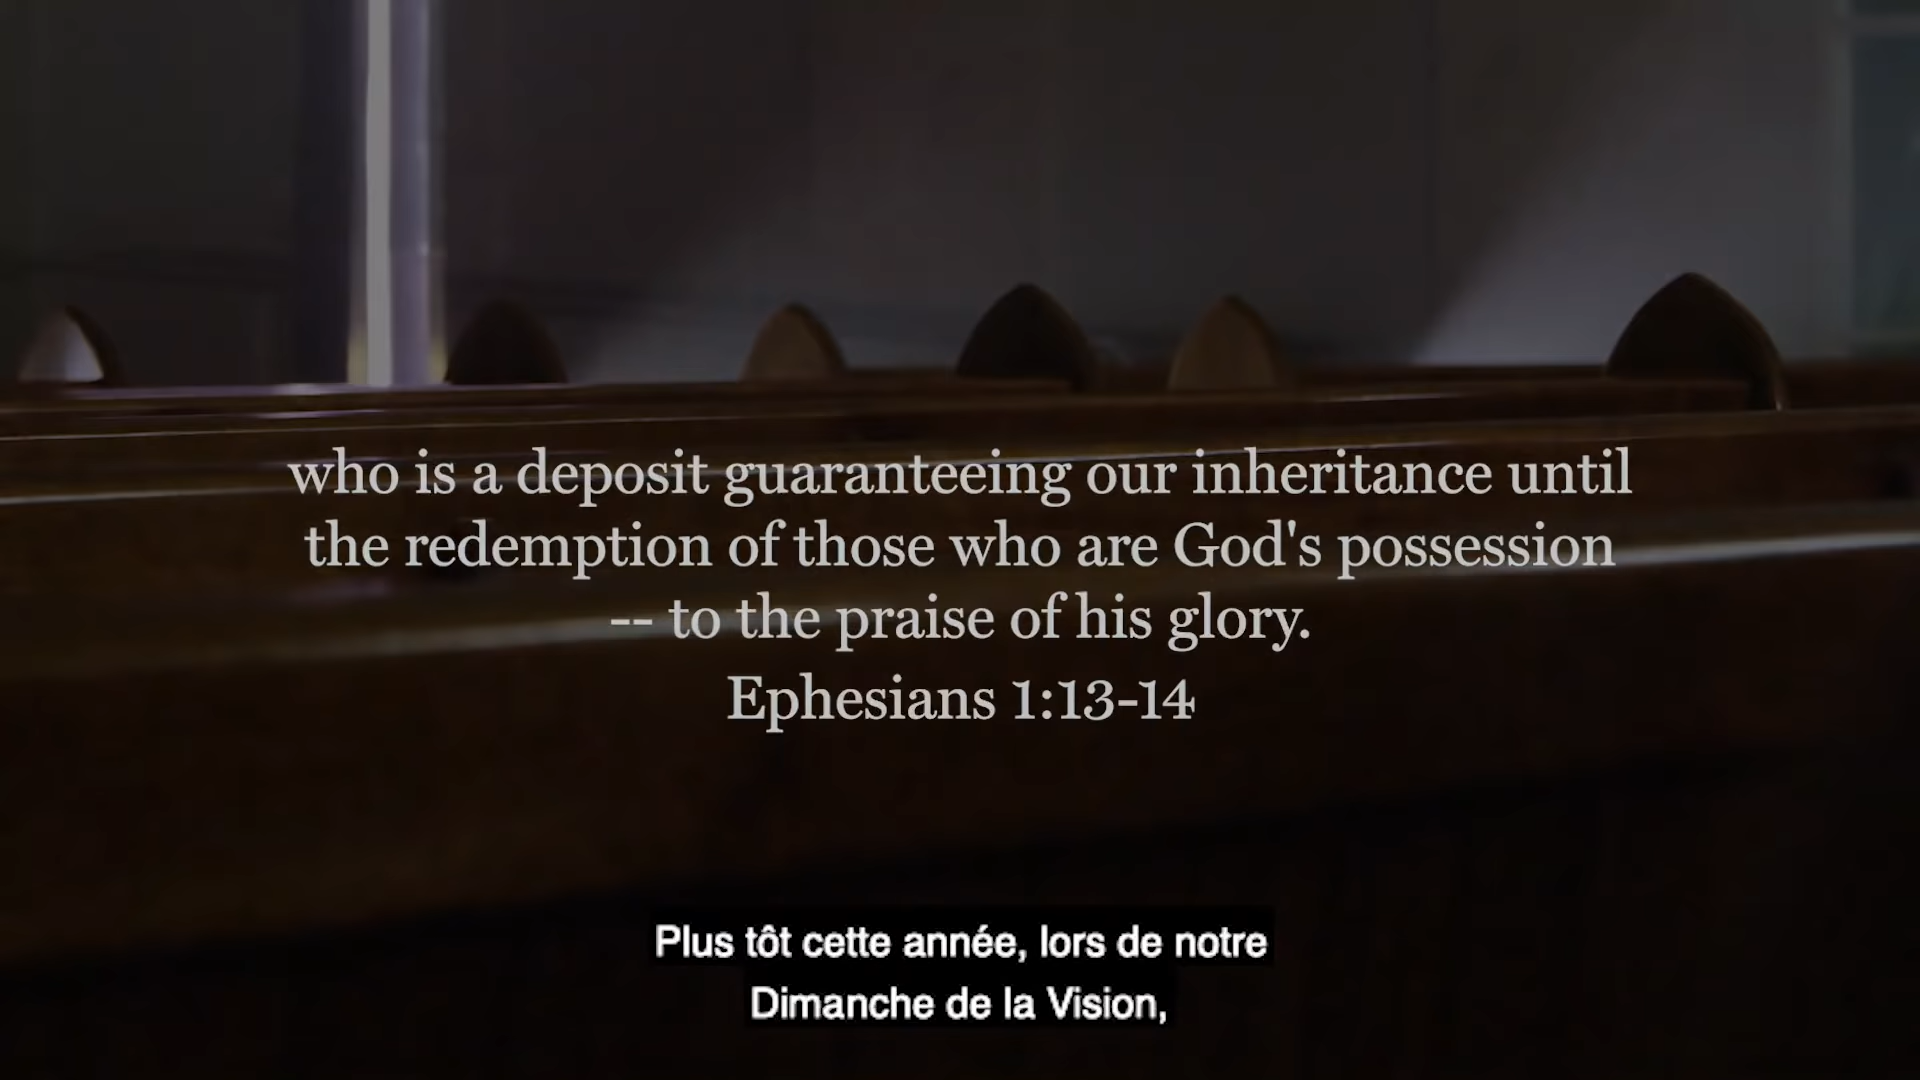 who is a deposit guaranteeing our inheritance until
the redemption of those who are God's possession
-- to the praise of his glory.
Ephesians 1:13-14
Plus tôt cette année, lors de notre
Dimanche de la Vision,